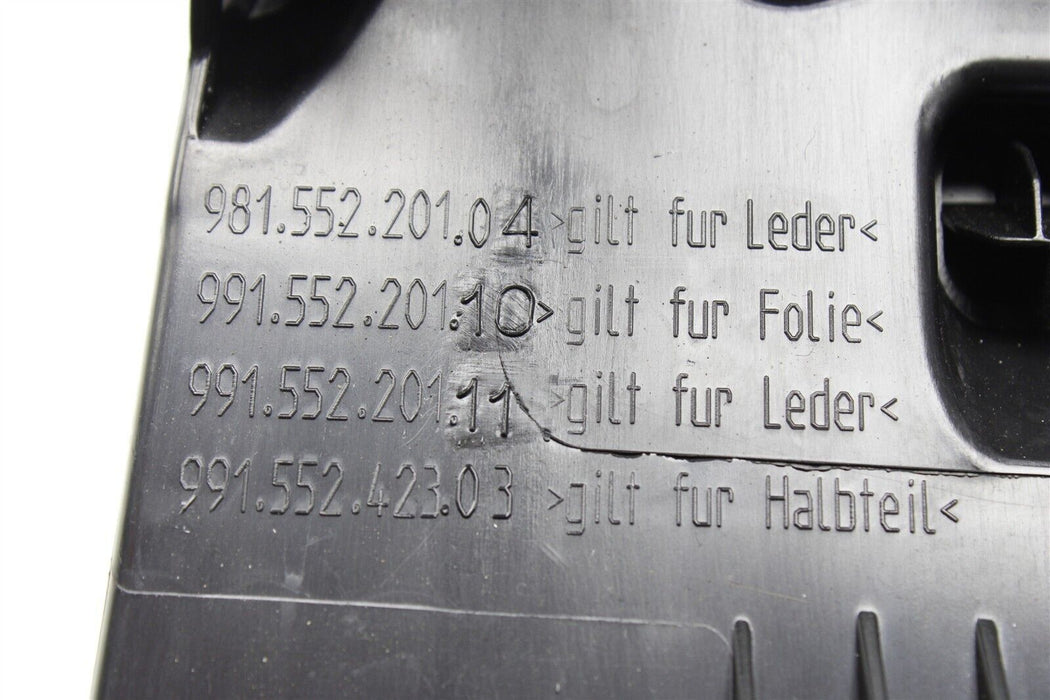 981.552.201.04 >gilt fur Leder<
991.552.201.10> gilt fur Folie<
991.552.201.11 >gilt fur Leder<
991.552.423.03 >gilt fur Halbteil<